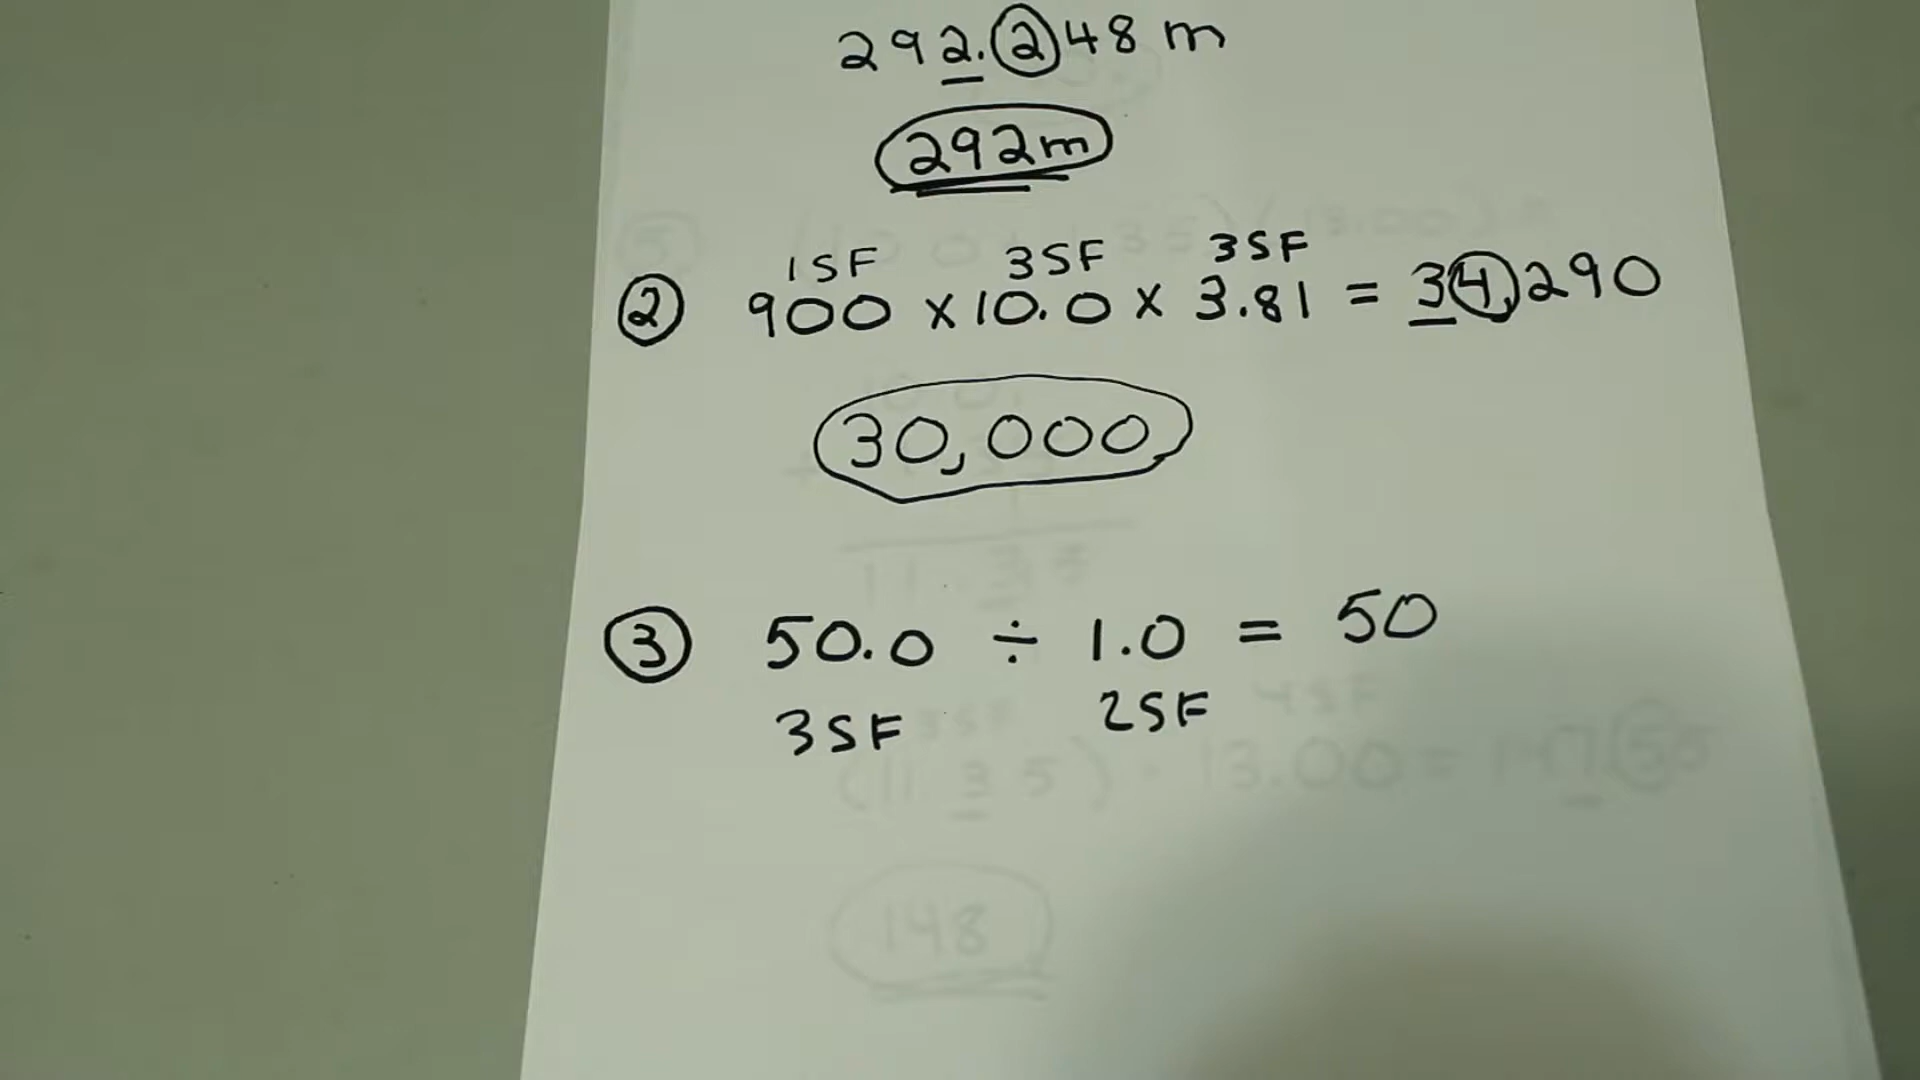 292.248 m
292m
1SF 3SF 3SF
② 900 x 10.0 x 3.81 = 34,290
30,000
③ 50.0 ÷ 1.0 = 50
3SF 2SF
148